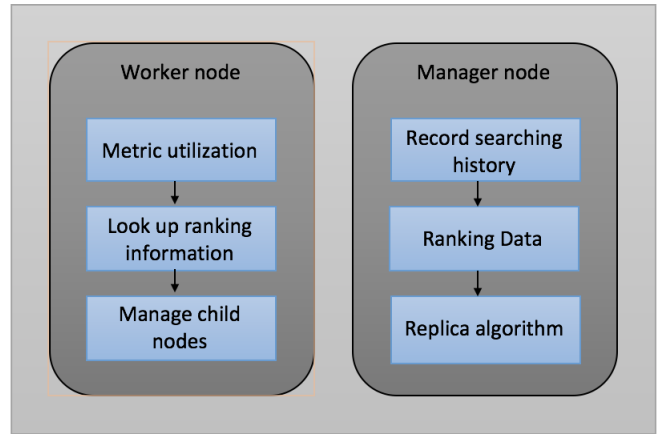 Worker node
Metric utilization
Look up ranking
information
Manage child
nodes
Manager node
Record searching
history
Ranking Data
Replica algorithm